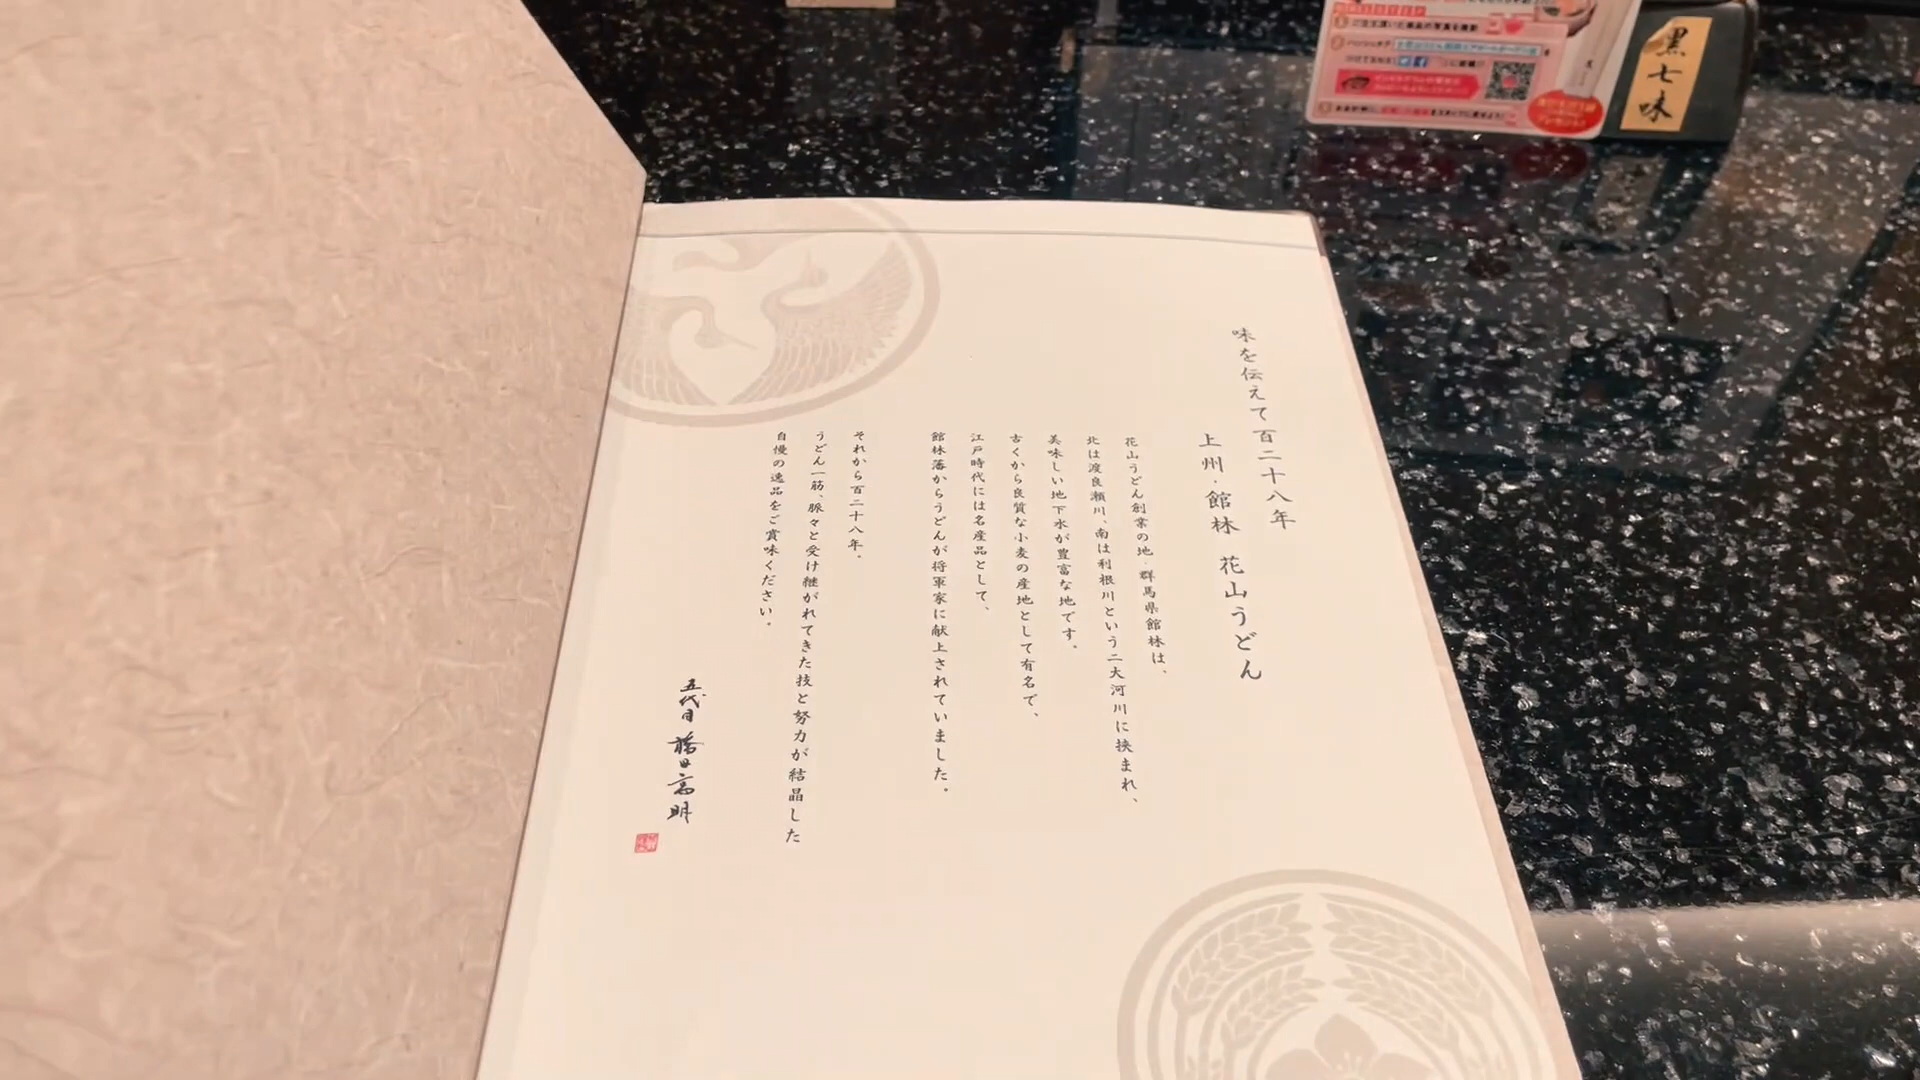 味を伝えて百二十八年
上州・館林 花山うどん
花山うどん創業の地・群馬県館林は、
北は渡良瀬川、南は利根川という二大河川に挟まれ、
美味しい地下水が豊富な地です。
古くから良質な小麦の産地として有名で、
江戸時代には名産品として、
館林藩からうどんが将軍家に献上されていました。
それから百二十八年。
うどん一筋、脈々と受け継がれてきた技と努力が結晶した
自慢の逸品をご賞味ください。
五代目 橋田高明
黒七味